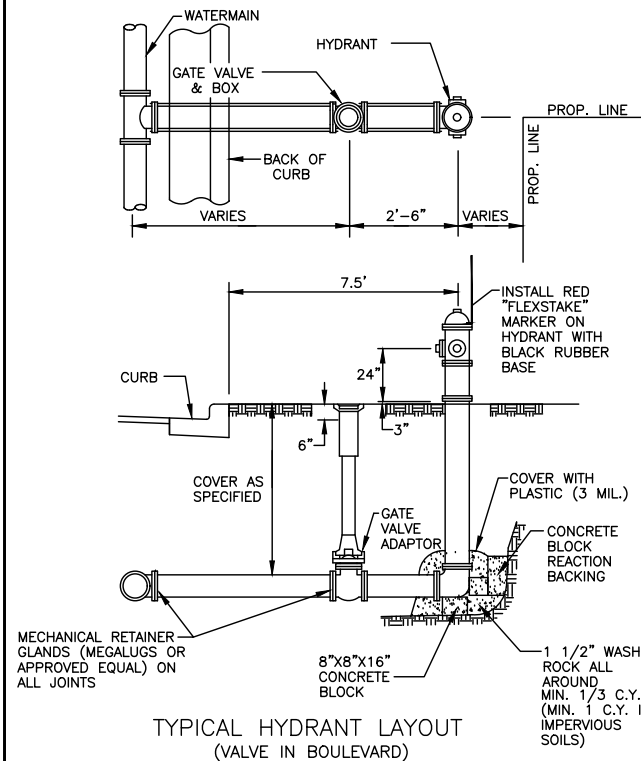 WATERMAIN
HYDRANT
GATE VALVE
& BOX
PROP. LINE
PROP. LINE
BACK OF
CURB
VARIES
2'-6"
VARIES
7.5'
INSTALL RED
"FLEXSTAKE"
MARKER ON
HYDRANT WITH
BLACK RUBBER
BASE
24"
CURB
3"
6"
COVER AS
SPECIFIED
COVER WITH
PLASTIC (3 MIL.)
GATE
VALVE
ADAPTOR
CONCRETE
BLOCK
REACTION
BACKING
MECHANICAL RETAINER
GLANDS (MEGALUGS OR
APPROVED EQUAL) ON
ALL JOINTS
8"X8"X16"
CONCRETE
BLOCK
1 1/2" WASH
ROCK ALL
AROUND
MIN. 1/3 C.Y.
(MIN. 1 C.Y. I
IMPERVIOUS
SOILS)
TYPICAL HYDRANT LAYOUT
(VALVE IN BOULEVARD)